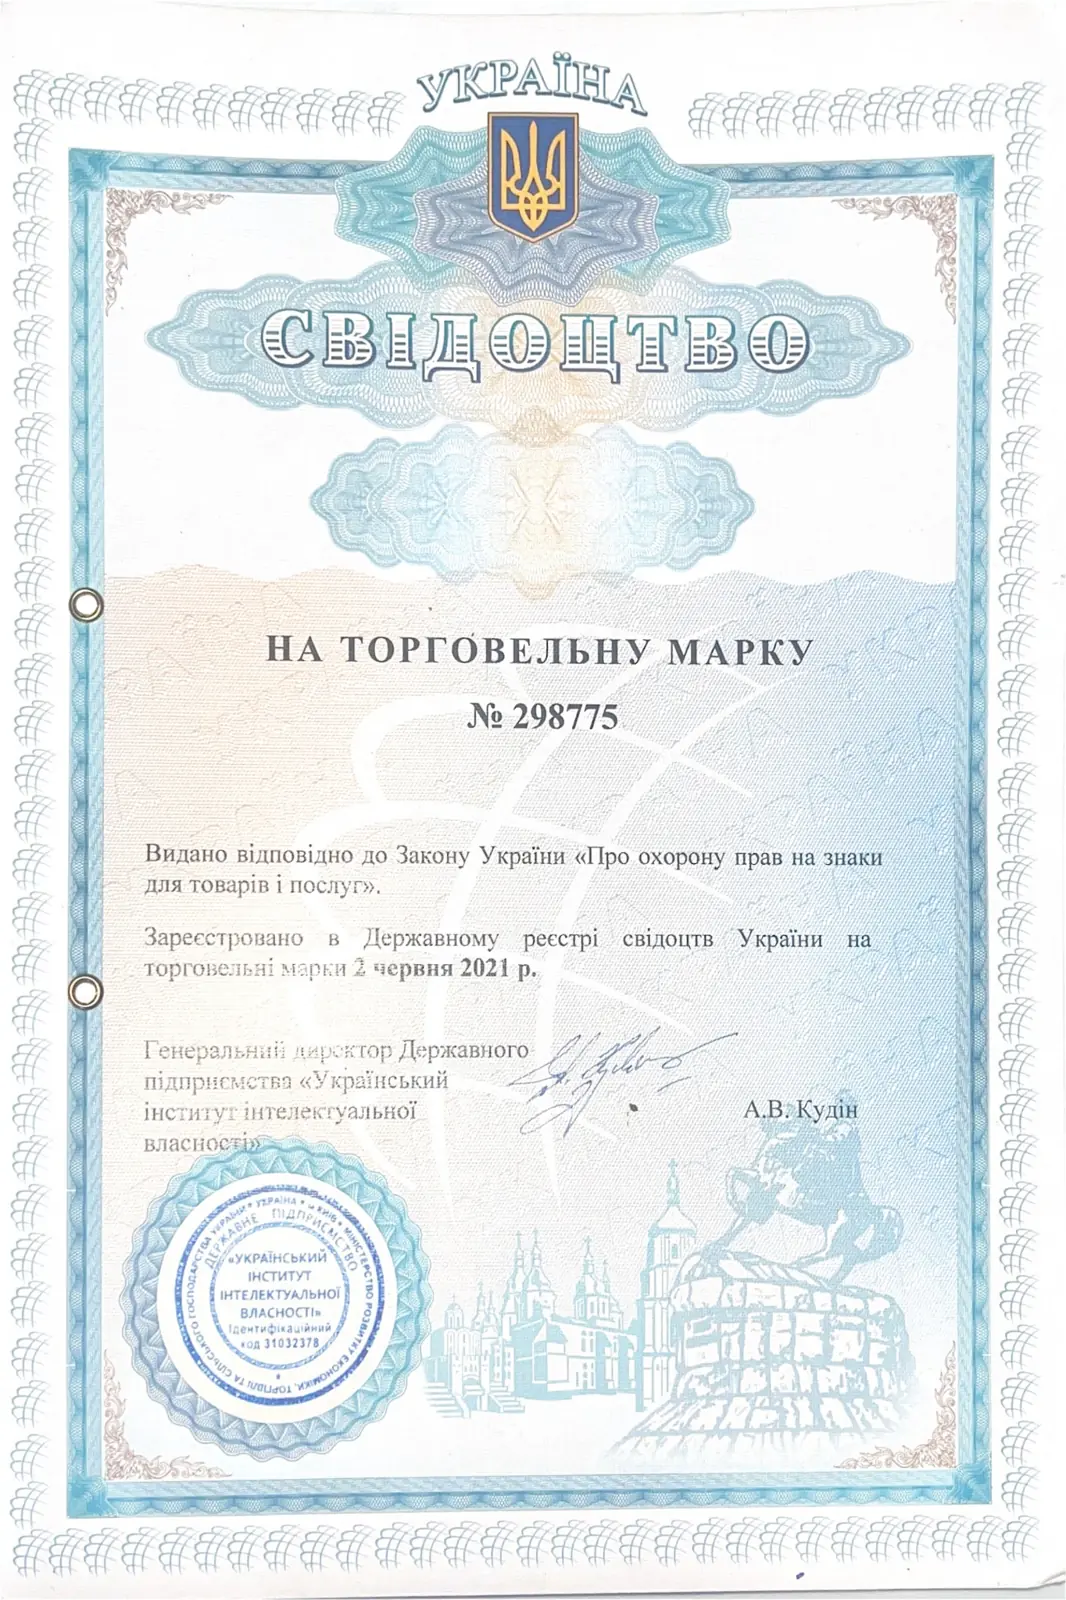 УКРАЇНА
СВІДОЦТВО
НА ТОРГОВЕЛЬНУ МАРКУ
№ 298775
Видано відповідно до Закону України «Про охорону прав на знаки
для товарів і послуг».
Зареєстровано в Державному реєстрі свідоцтв України на
торговельні марки 2 червня 2021 р.
Генеральний директор Державного
підприємства «Український
інститут інтелектуальної
власності»
А.В. Кудін
УКРАЇНА * м. КИЇВ * МІНІСТЕРСТВО РОЗВИТКУ ЕКОНОМІКИ, ТОРГІВЛІ ТА СІЛЬСЬКОГО ГОСПОДАРСТВА УКРАЇНИ *
ДЕРЖАВНЕ ПІДПРИЄМСТВО
«УКРАЇНСЬКИЙ
ІНСТИТУТ
ІНТЕЛЕКТУАЛЬНОЇ
ВЛАСНОСТІ»
Ідентифікаційний
код 31032378